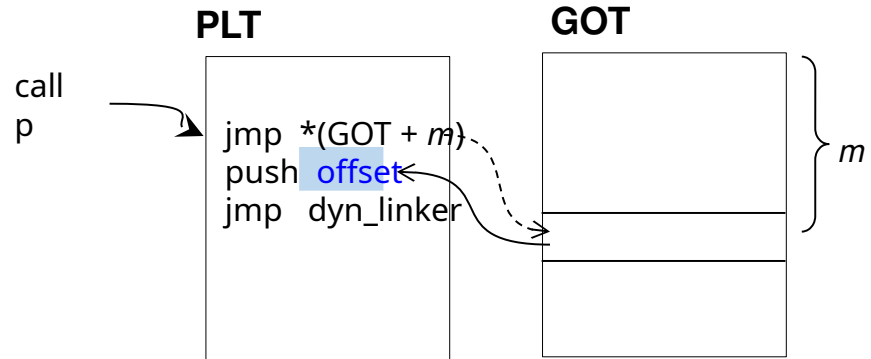 PLT
GOT
call
p
jmp *(GOT + m)
push offset
jmp dyn_linker
m